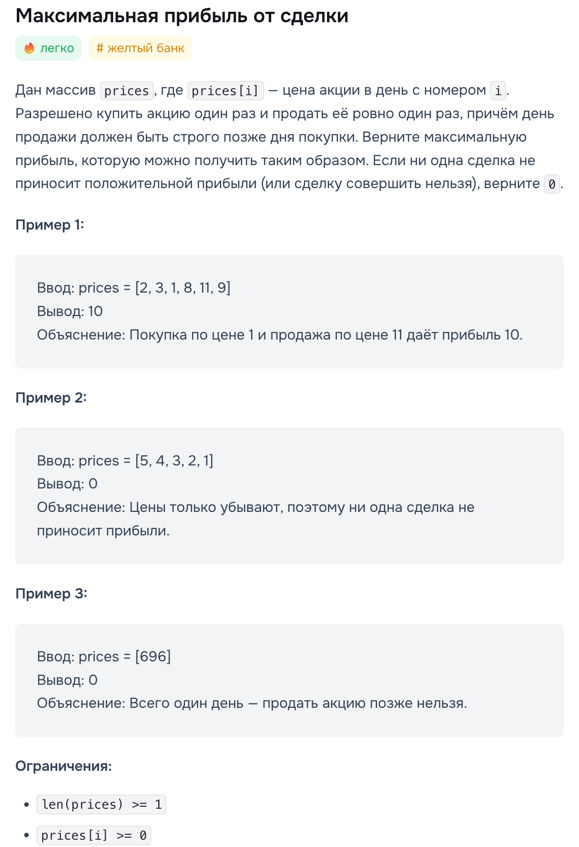 Максимальная прибыль от сделки
🔥 легко # желтый банк
Дан массив prices, где prices[i] — цена акции в день с номером i.
Разрешено купить акцию один раз и продать её ровно один раз, причём день
продажи должен быть строго позже дня покупки. Верните максимальную
прибыль, которую можно получить таким образом. Если ни одна сделка не
приносит положительной прибыли (или сделку совершить нельзя), верните 0.
Пример 1:
Ввод: prices = [2, 3, 1, 8, 11, 9]
Вывод: 10
Объяснение: Покупка по цене 1 и продажа по цене 11 даёт прибыль 10.
Пример 2:
Ввод: prices = [5, 4, 3, 2, 1]
Вывод: 0
Объяснение: Цены только убывают, поэтому ни одна сделка не
приносит прибыли.
Пример 3:
Ввод: prices = [696]
Вывод: 0
Объяснение: Всего один день — продать акцию позже нельзя.
Ограничения:
• len(prices) >= 1
• prices[i] >= 0